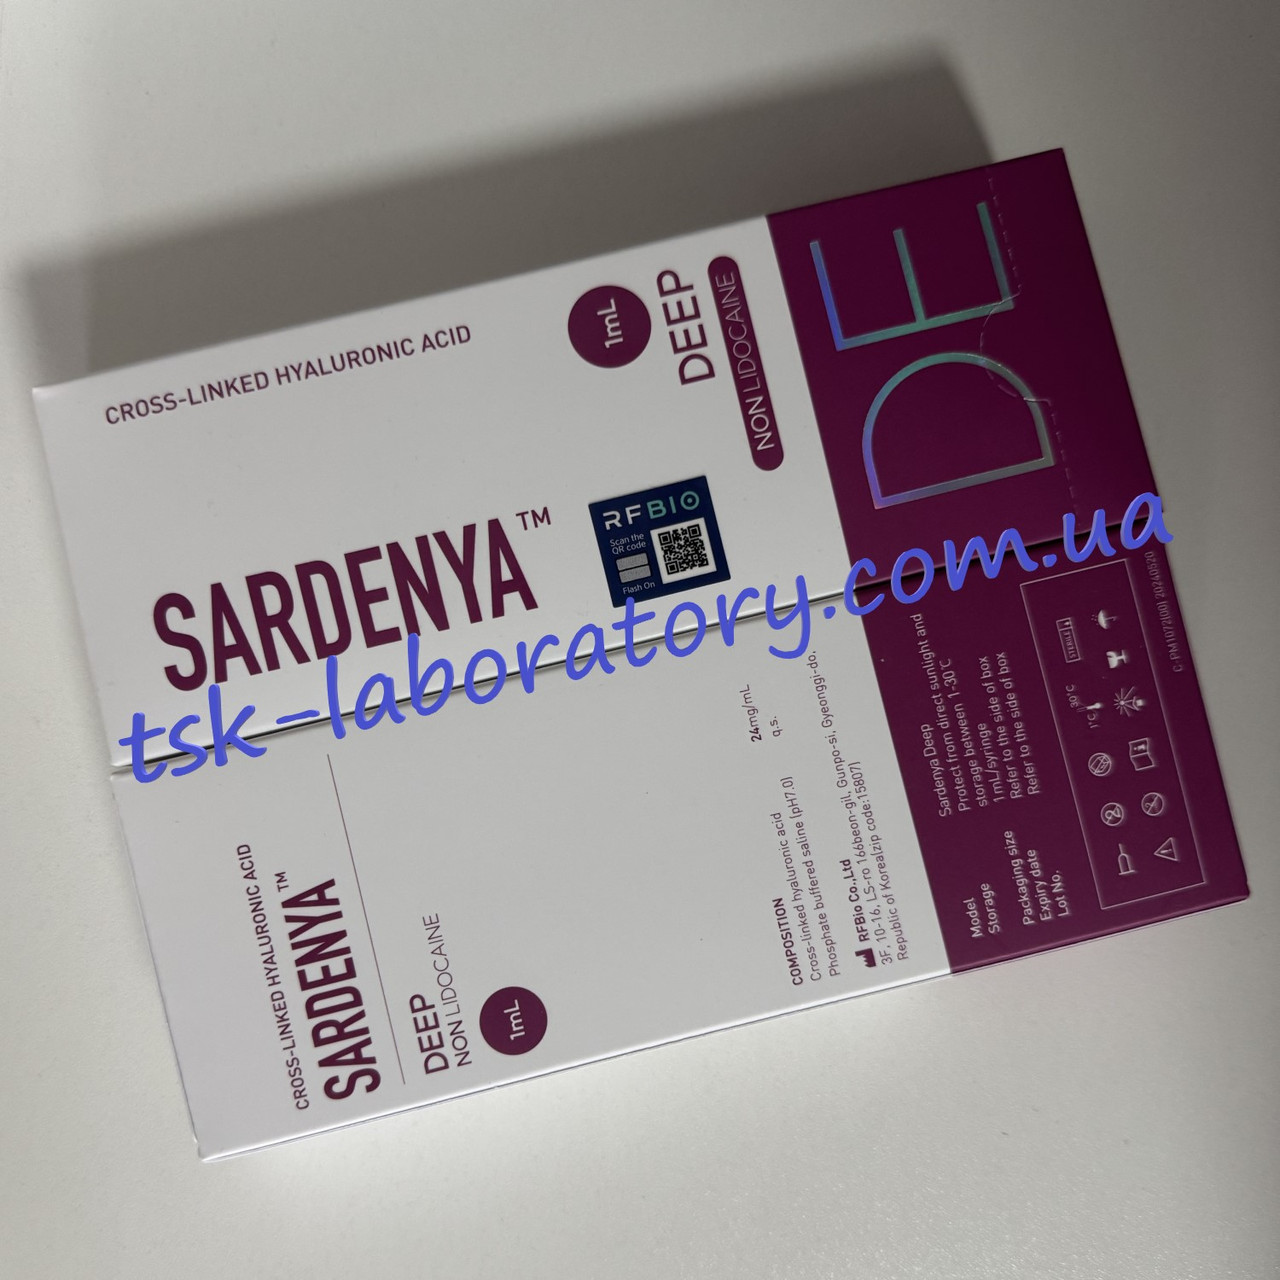 CROSS-LINKED HYALURONIC ACID
SARDENYA™
1mL
DEEP
NON LIDOCAINE
RFBIO
Scan the
QR code
Flash On
DE
tsk-laboratory.com.ua
CROSS-LINKED HYALURONIC ACID
SARDENYA™
DEEP
NON LIDOCAINE
1mL
COMPOSITION
Cross-linked hyaluronic acid 24mg/mL
Phosphate buffered saline (pH7.0) q.s.
RFBio Co.,Ltd
3F, 10-16, LS-ro 166beon-gil, Gunpo-si, Gyeonggi-do,
Republic of Korea(zip code:15807)
Model Sardenya Deep
Storage Protect from direct sunlight and
storage between 1-30℃
Packaging size 1mL/syringe
Expiry date Refer to the side of box
Lot No. Refer to the side of box
1℃ 30℃
STERILE
2
C-PM1072(00) 20240520